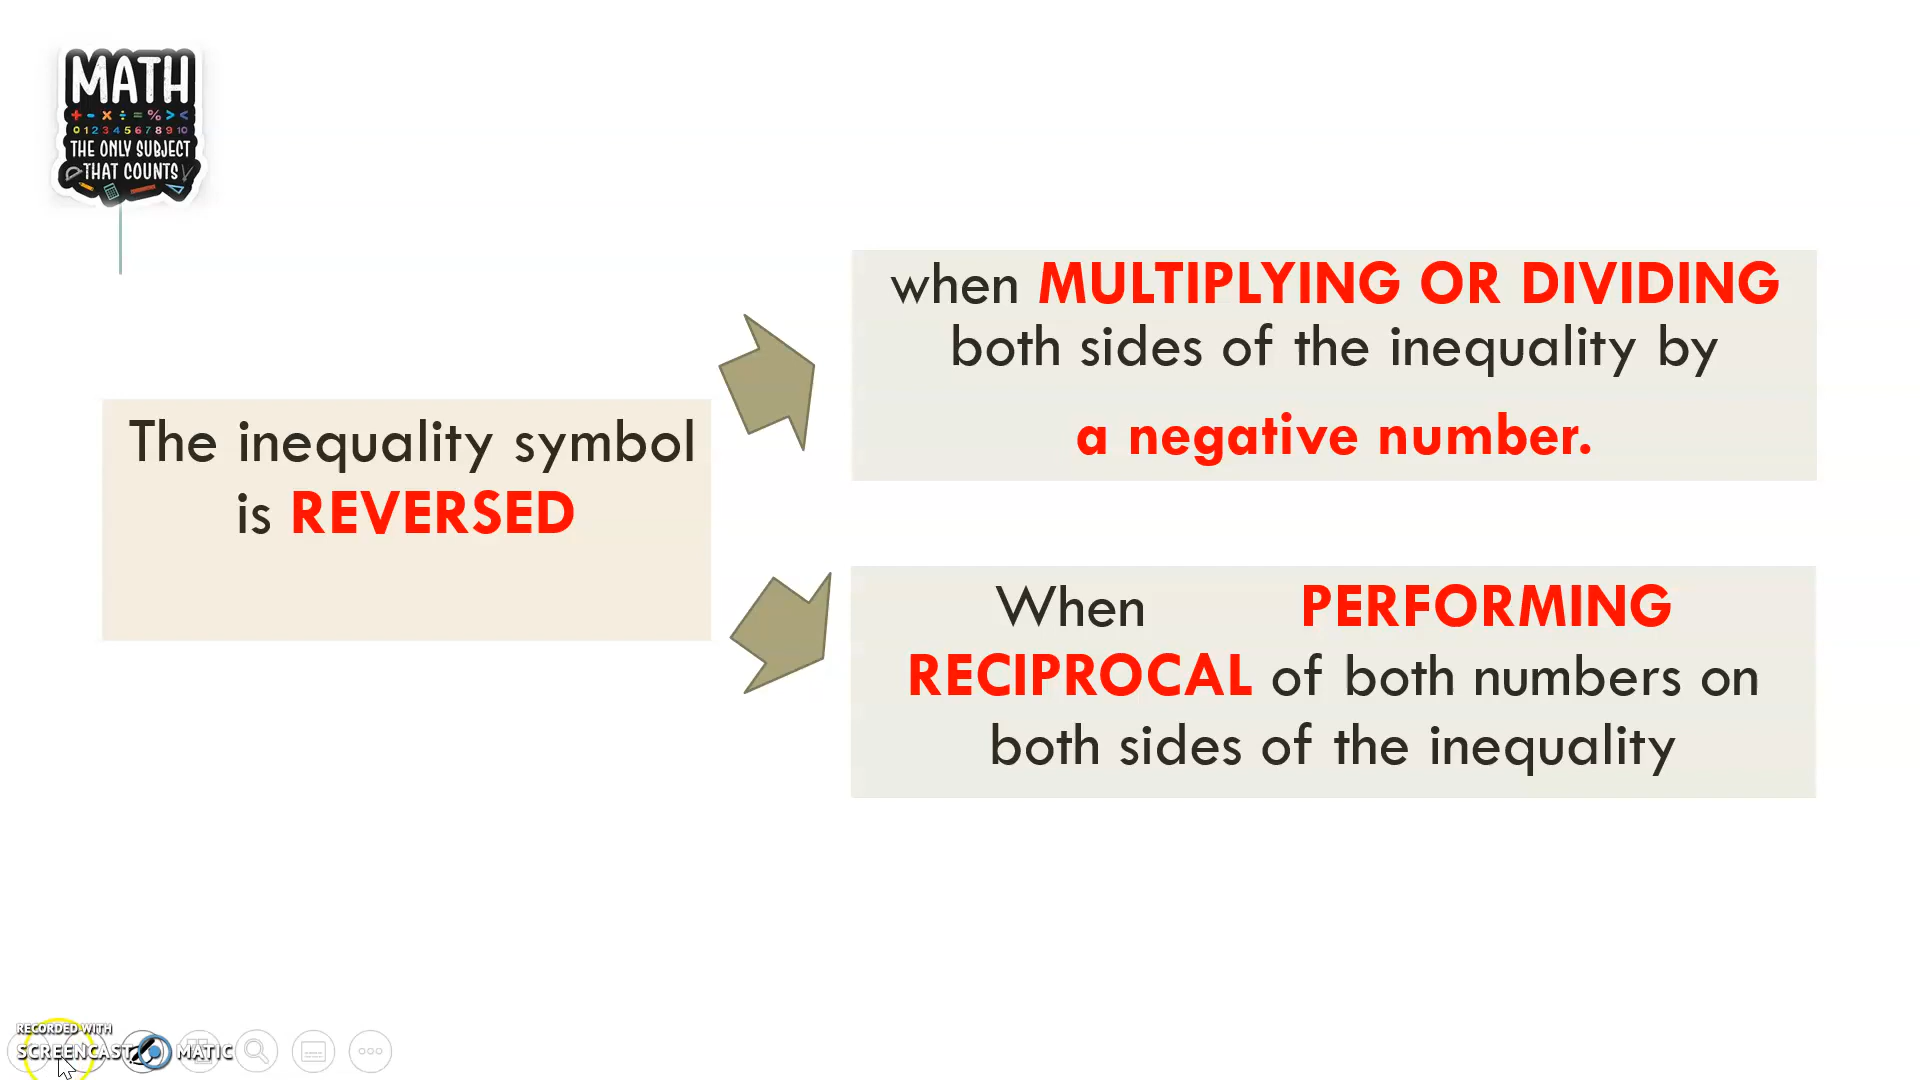 MATH
+ - x ÷ = % > <
0 1 2 3 4 5 6 7 8 9 10
THE ONLY SUBJECT
THAT COUNTS
The inequality symbol
is REVERSED
when MULTIPLYING OR DIVIDING
both sides of the inequality by
a negative number.
When PERFORMING
RECIPROCAL of both numbers on
both sides of the inequality
RECORDED WITH
SCREENCAST MATIC